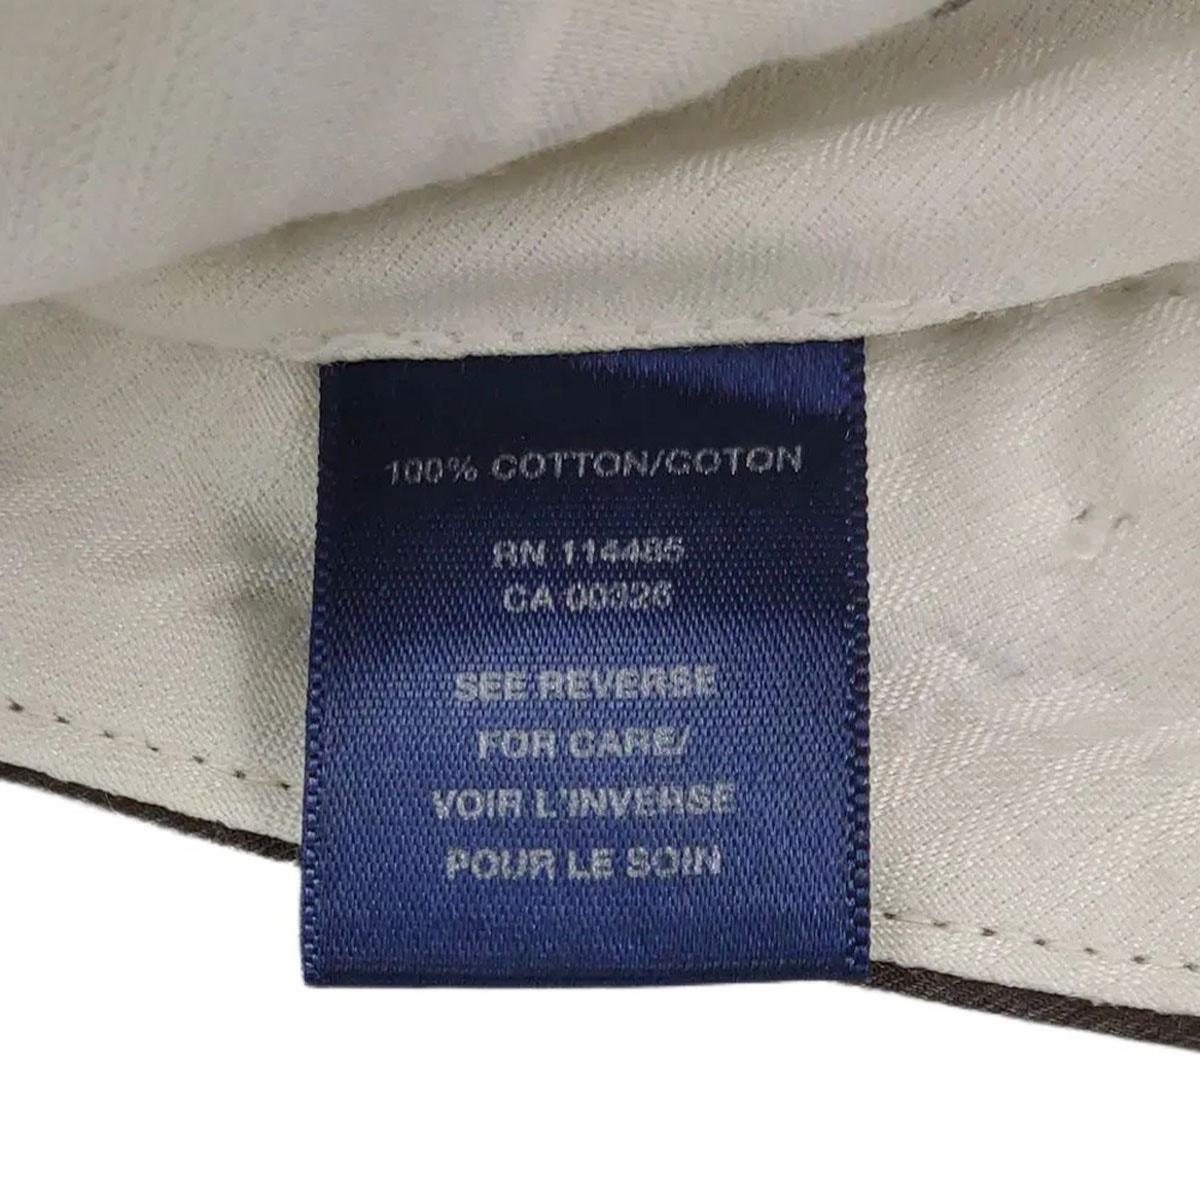 100% COTTON/COTON
RN 114485
CA 00326
SEE REVERSE
FOR CARE/
VOIR L'INVERSE
POUR LE SOIN